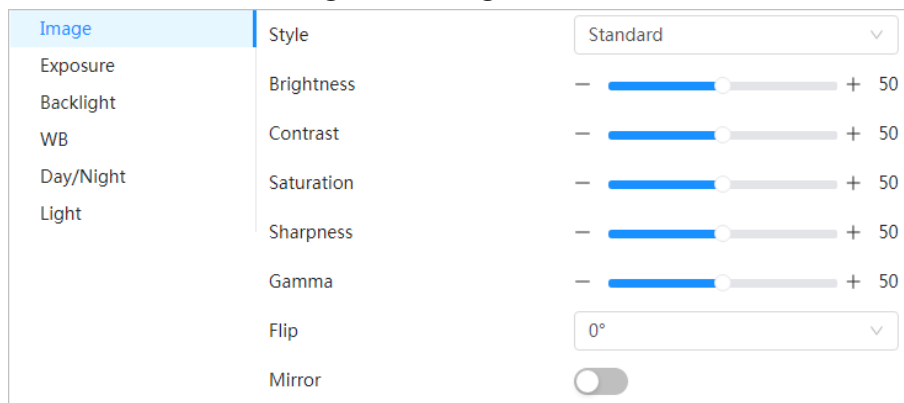 Image
Exposure
Backlight
WB
Day/Night
Light
Style Standard
Brightness − + 50
Contrast − + 50
Saturation − + 50
Sharpness − + 50
Gamma − + 50
Flip 0°
Mirror